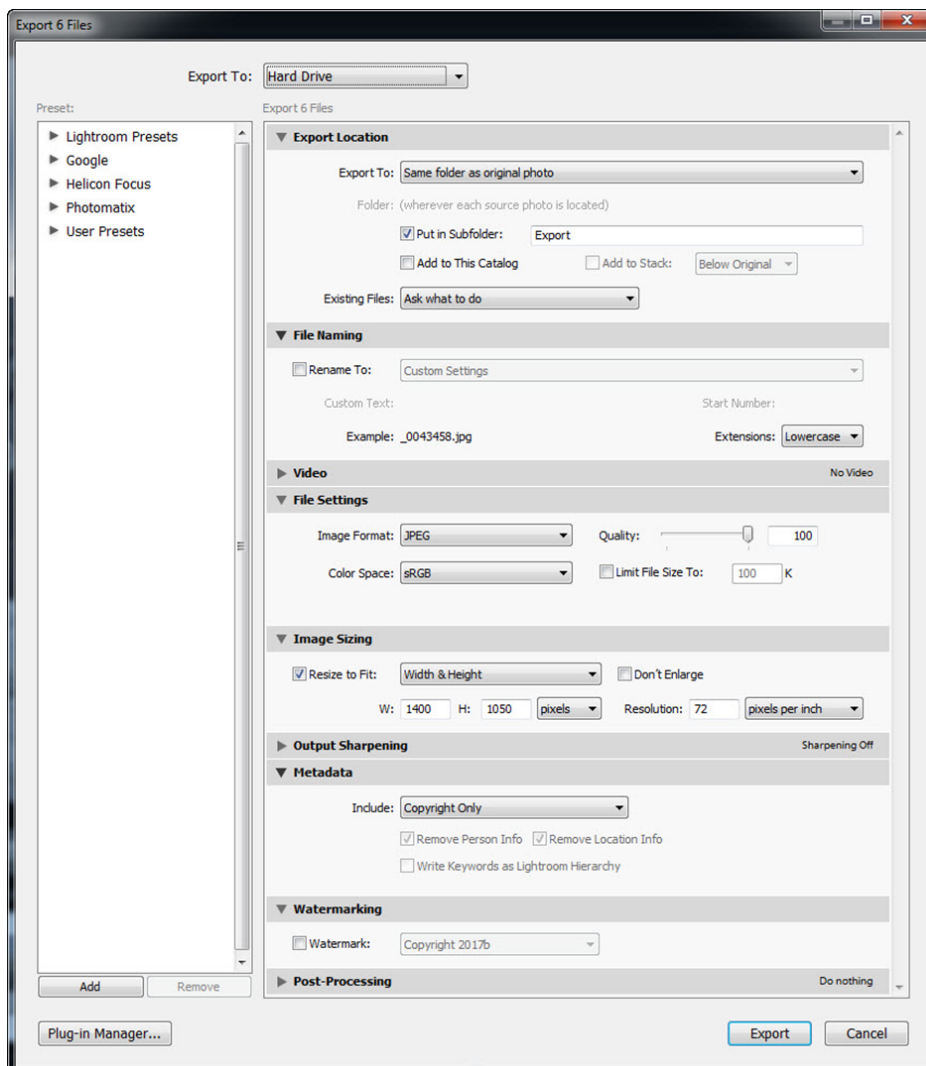 Export 6 Files
Export To: Hard Drive
Preset:
Lightroom Presets
Google
Helicon Focus
Photomatix
User Presets
Add Remove
Export 6 Files
Export Location
Export To: Same folder as original photo
Folder: (wherever each source photo is located)
Put in Subfolder: Export
Add to This Catalog Add to Stack: Below Original
Existing Files: Ask what to do
File Naming
Rename To: Custom Settings
Custom Text: Start Number:
Example: _0043458.jpg Extensions: Lowercase
Video No Video
File Settings
Image Format: JPEG Quality: 100
Color Space: sRGB Limit File Size To: 100 K
Image Sizing
Resize to Fit: Width & Height Don't Enlarge
W: 1400 H: 1050 pixels Resolution: 72 pixels per inch
Output Sharpening Sharpening Off
Metadata
Include: Copyright Only
Remove Person Info Remove Location Info
Write Keywords as Lightroom Hierarchy
Watermarking
Watermark: Copyright 2017b
Post-Processing Do nothing
Plug-in Manager... Export Cancel